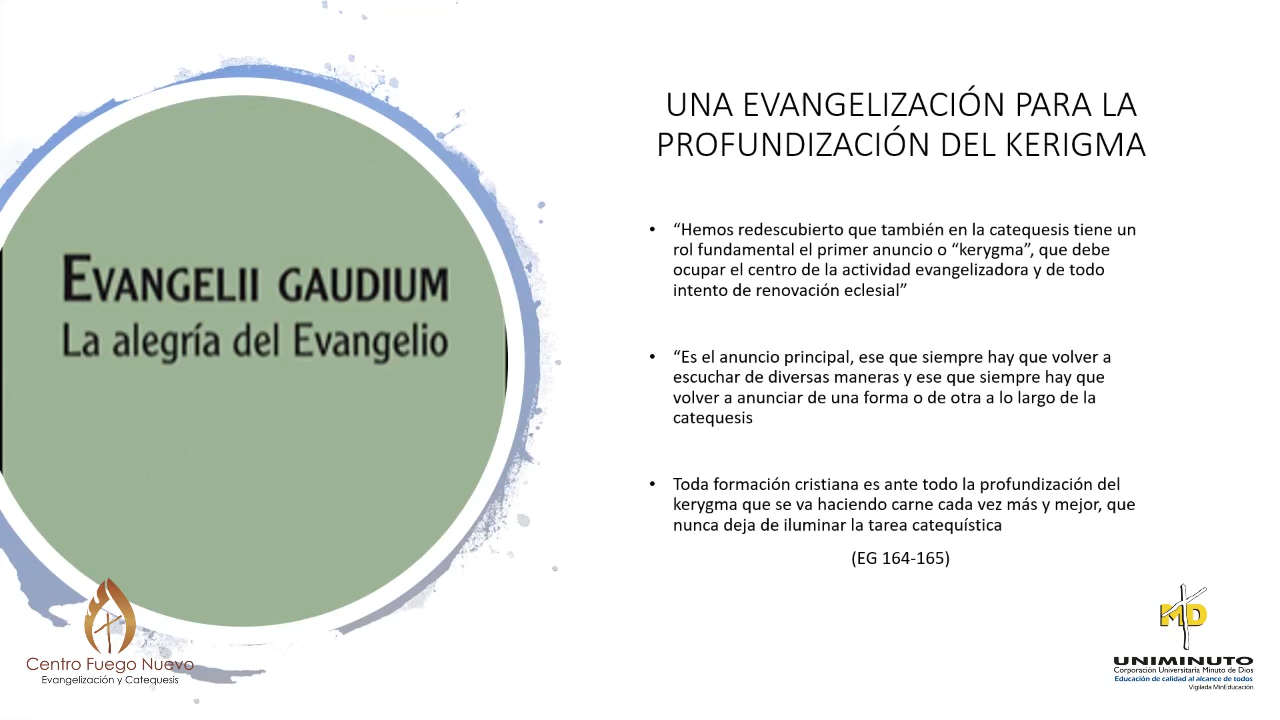 EVANGELII GAUDIUM
La alegría del Evangelio
UNA EVANGELIZACIÓN PARA LA
PROFUNDIZACIÓN DEL KERIGMA
• “Hemos redescubierto que también en la catequesis tiene un
rol fundamental el primer anuncio o “kerygma”, que debe
ocupar el centro de la actividad evangelizadora y de todo
intento de renovación eclesial”
• “Es el anuncio principal, ese que siempre hay que volver a
escuchar de diversas maneras y ese que siempre hay que
volver a anunciar de una forma o de otra a lo largo de la
catequesis
• Toda formación cristiana es ante todo la profundización del
kerygma que se va haciendo carne cada vez más y mejor, que
nunca deja de iluminar la tarea catequística
(EG 164-165)
Centro Fuego Nuevo
Evangelización y Catequesis
MD
UNIMINUTO
Corporación Universitaria Minuto de Dios
Educación de calidad al alcance de todos
Vigilada MinEducación